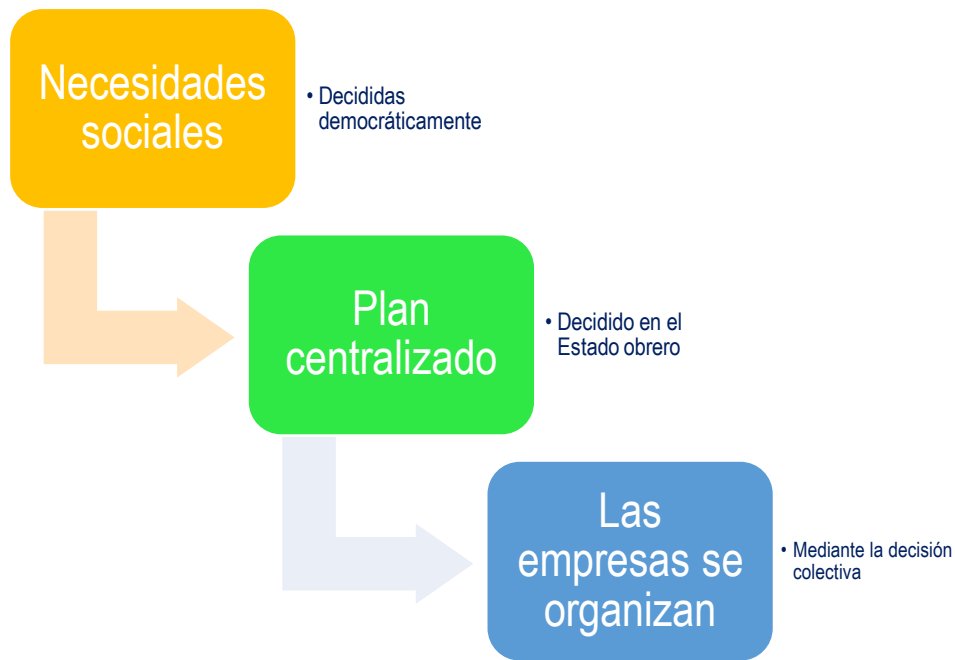 Necesidades
sociales
• Decididas
democráticamente
Plan
centralizado
• Decidido en el
Estado obrero
Las
empresas se
organizan
• Mediante la decisión
colectiva